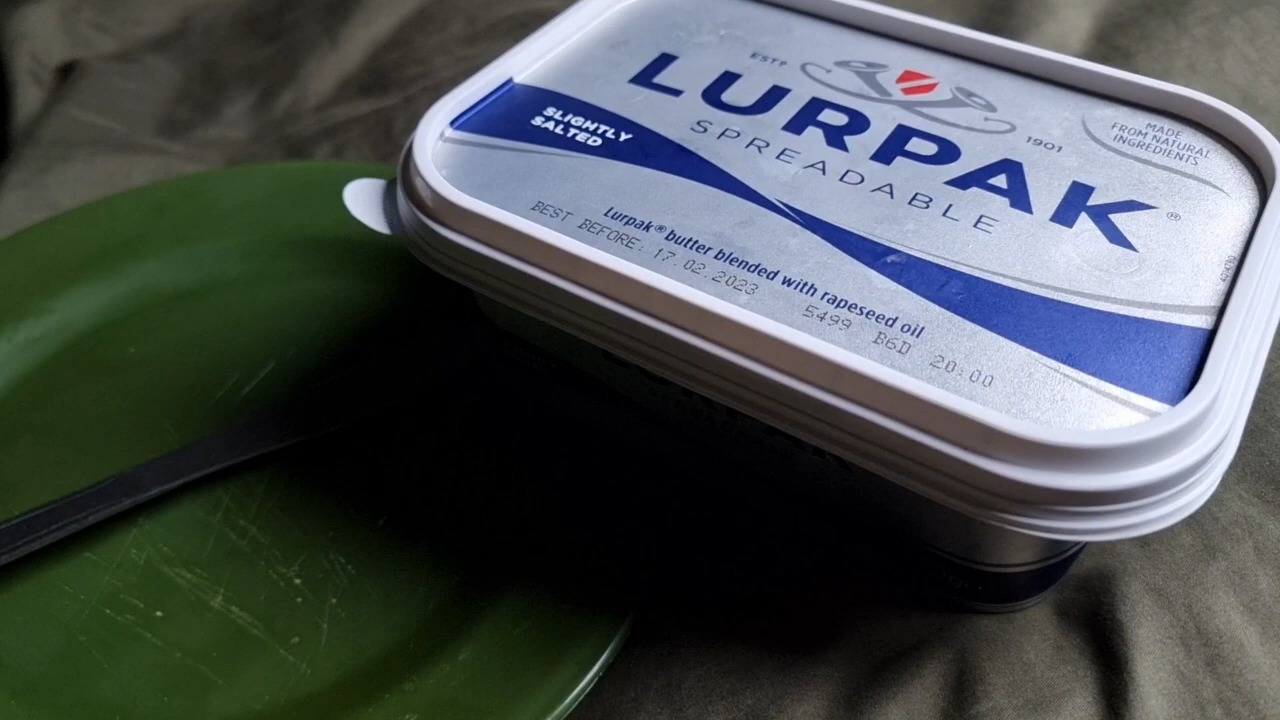 ESTD
1901
LURPAK®
SPREADABLE
MADE
FROM NATURAL
INGREDIENTS
SLIGHTLY
SALTED
Lurpak® butter blended with rapeseed oil
BEST BEFORE: 17.02.2023 5499 B6D 20:00